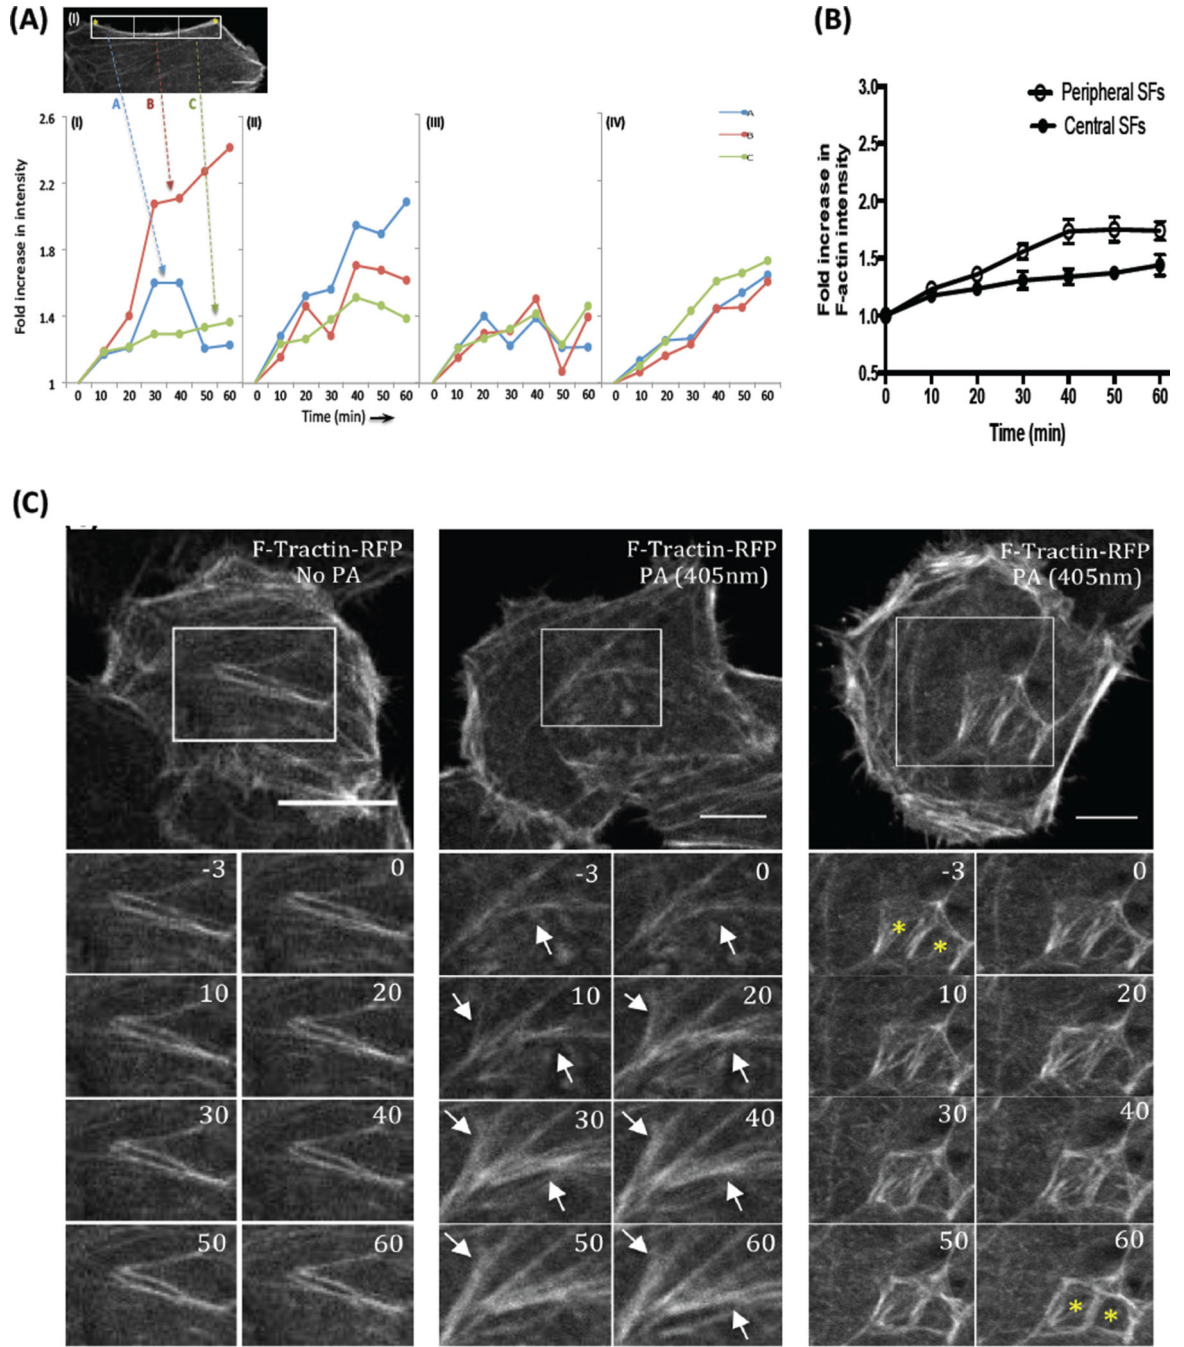 (A)
(I)
A B C
Fold increase in intensity
2.6
2.2
1.8
1.4
1
(I) (II) (III) (IV)
A
B
C
0 10 20 30 40 50 60 0 10 20 30 40 50 60 0 10 20 30 40 50 60 0 10 20 30 40 50 60
Time (min)
(B)
Fold increase in
F-actin intensity
3.0
2.5
2.0
1.5
1.0
0.5
Peripheral SFs
Central SFs
0 10 20 30 40 50 60
Time (min)
(C)
F-Tractin-RFP
No PA
-3 0
10 20
30 40
50 60
F-Tractin-RFP
PA (405nm)
-3 0
10 20
30 40
50 60
F-Tractin-RFP
PA (405nm)
-3 0
* *
10 20
30 40
50 60
* *